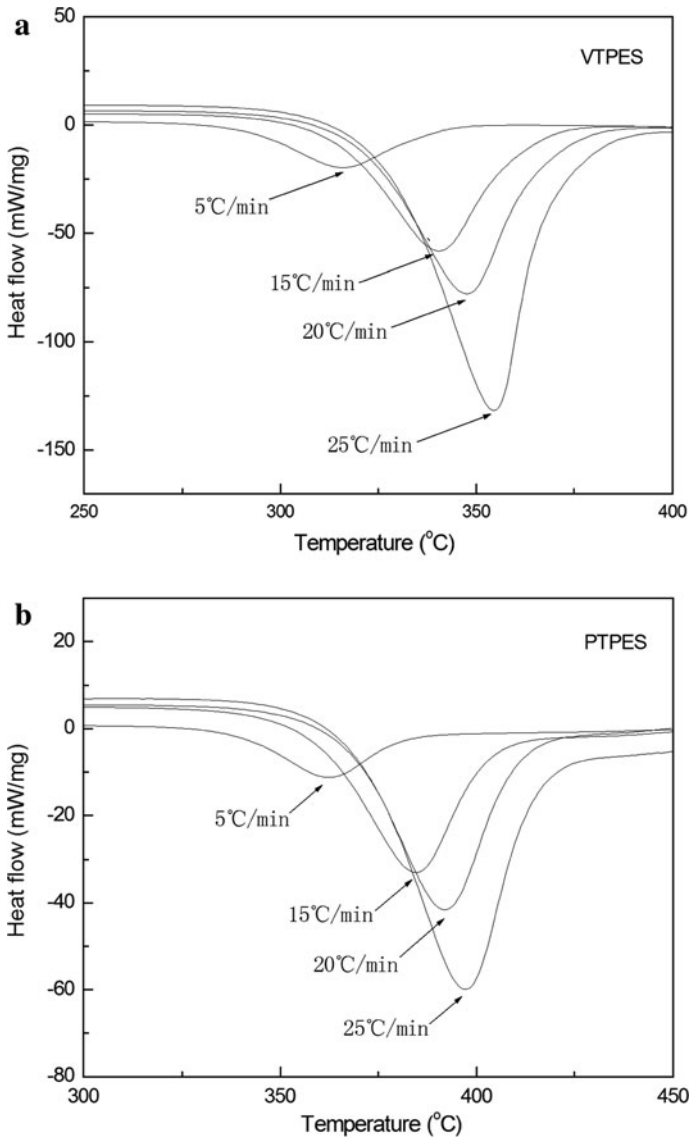 a
VTPES
50
0
-50
-100
-150
Heat flow (mW/mg)
5℃/min
15℃/min
20℃/min
25℃/min
250
300
350
400
Temperature (°C)
b
PTPES
20
0
-20
-40
-60
-80
Heat flow (mW/mg)
5℃/min
15℃/min
20℃/min
25℃/min
300
350
400
450
Temperature (°C)